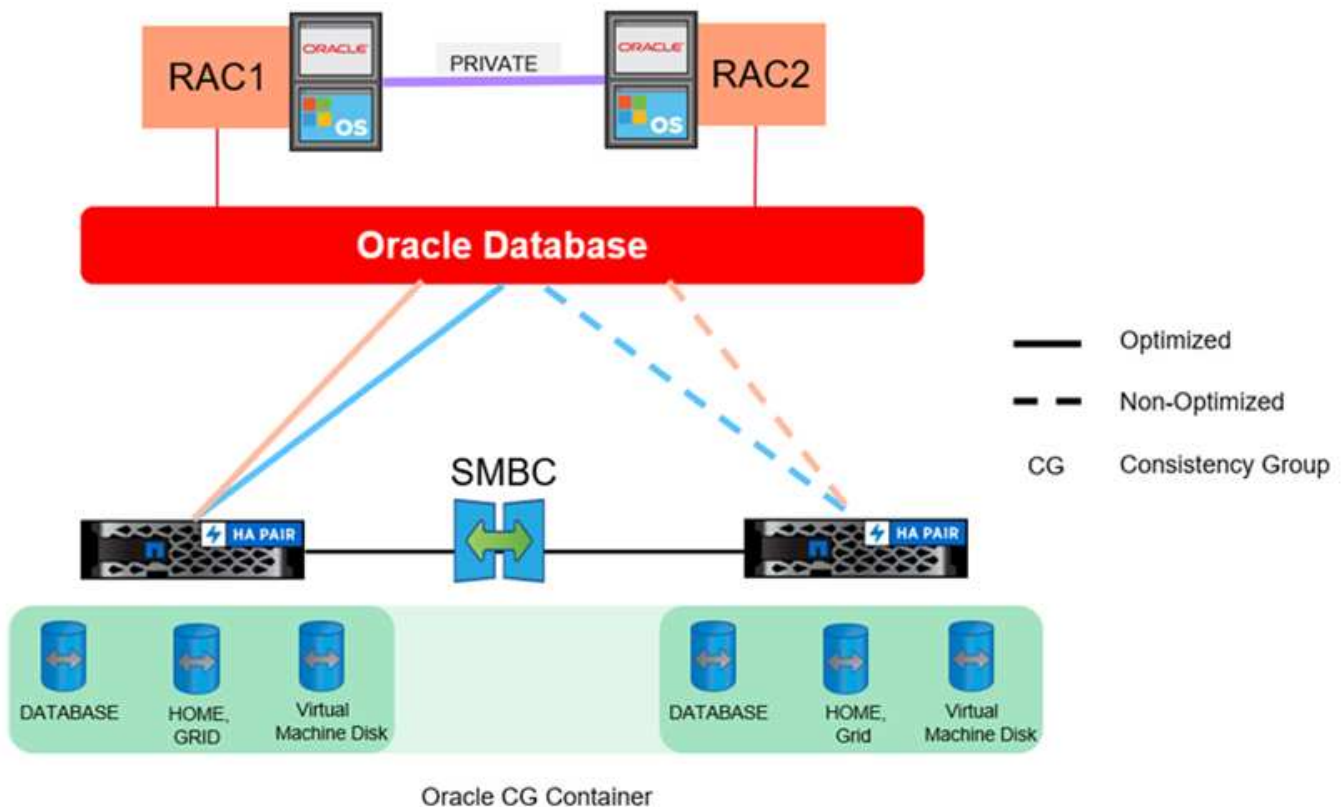 RAC1
ORACLE
OS
PRIVATE
ORACLE
OS
RAC2
Oracle Database
Optimized
Non-Optimized
CG Consistency Group
SMBC
HA PAIR
HA PAIR
DATABASE
HOME,
GRID
Virtual
Machine Disk
DATABASE
HOME,
Grid
Virtual
Machine Disk
Oracle CG Container